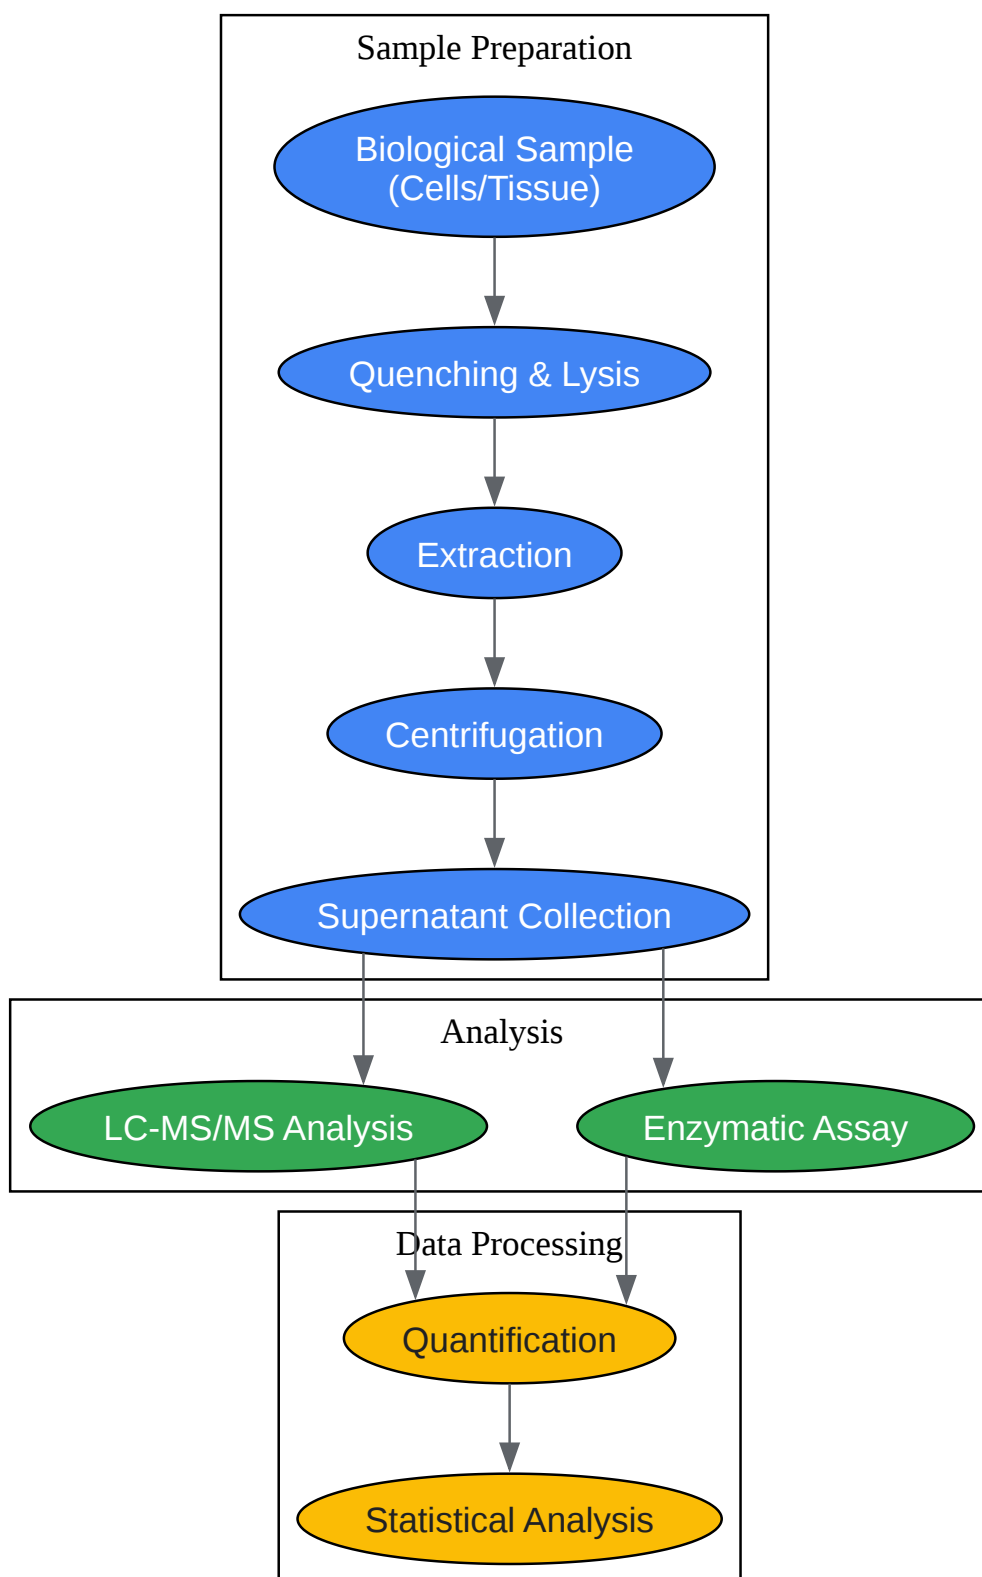 Sample Preparation
Biological Sample
(Cells/Tissue)
Quenching & Lysis
Extraction
Centrifugation
Supernatant Collection
Analysis
LC-MS/MS Analysis
Enzymatic Assay
Data Processing
Quantification
Statistical Analysis